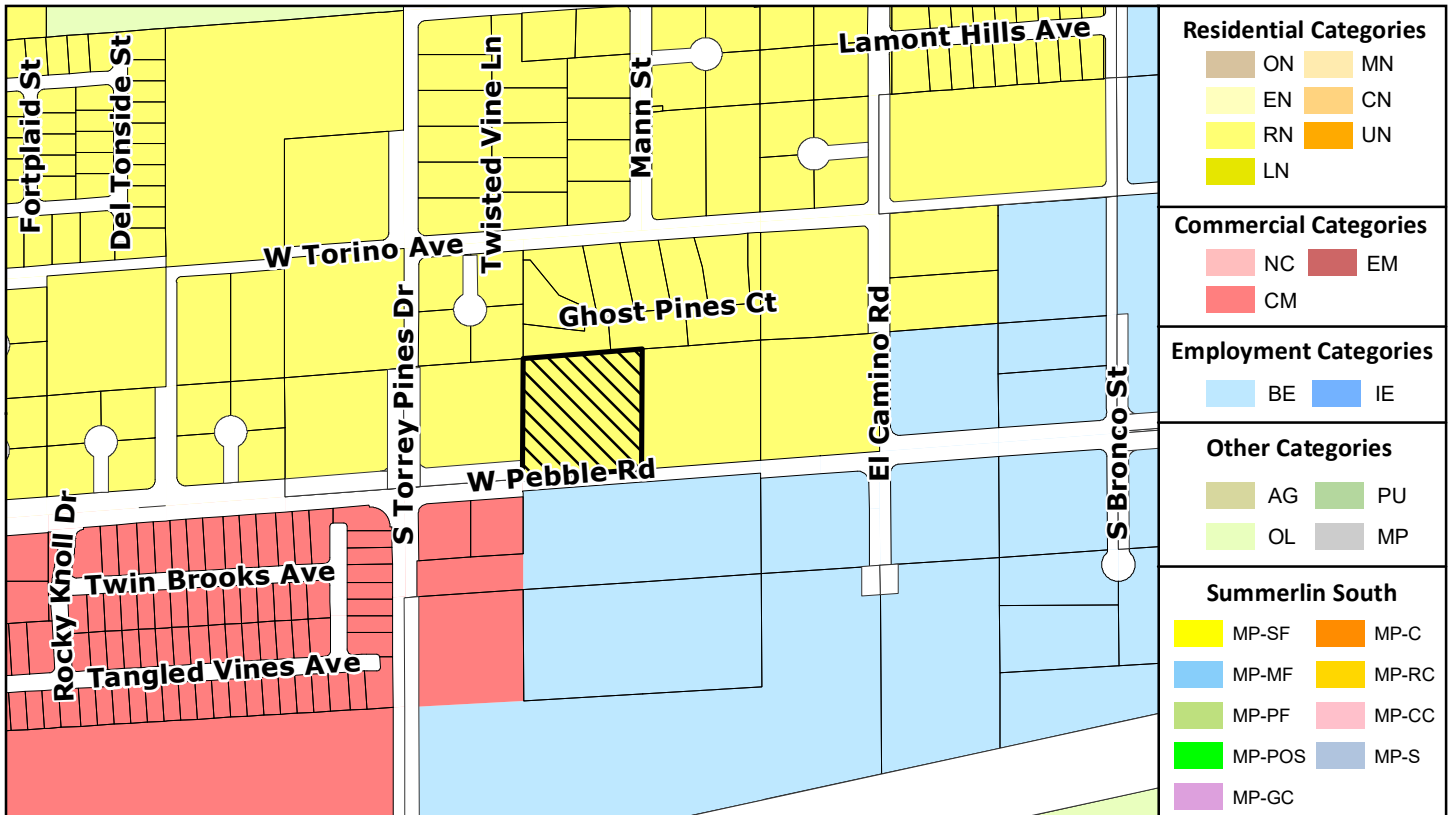 Fortplaid St
Del Tonside St
Twisted Vine Ln
Mann St
Lamont Hills Ave
W Torino Ave
S Torrey Pines Dr
Ghost Pines Ct
El Camino Rd
S Bronco St
W Pebble Rd
Rocky Knoll Dr
Twin Brooks Ave
Tangled Vines Ave
Residential Categories
ON MN
EN CN
RN UN
LN
Commercial Categories
NC EM
CM
Employment Categories
BE IE
Other Categories
AG PU
OL MP
Summerlin South
MP-SF MP-C
MP-MF MP-RC
MP-PF MP-CC
MP-POS MP-S
MP-GC